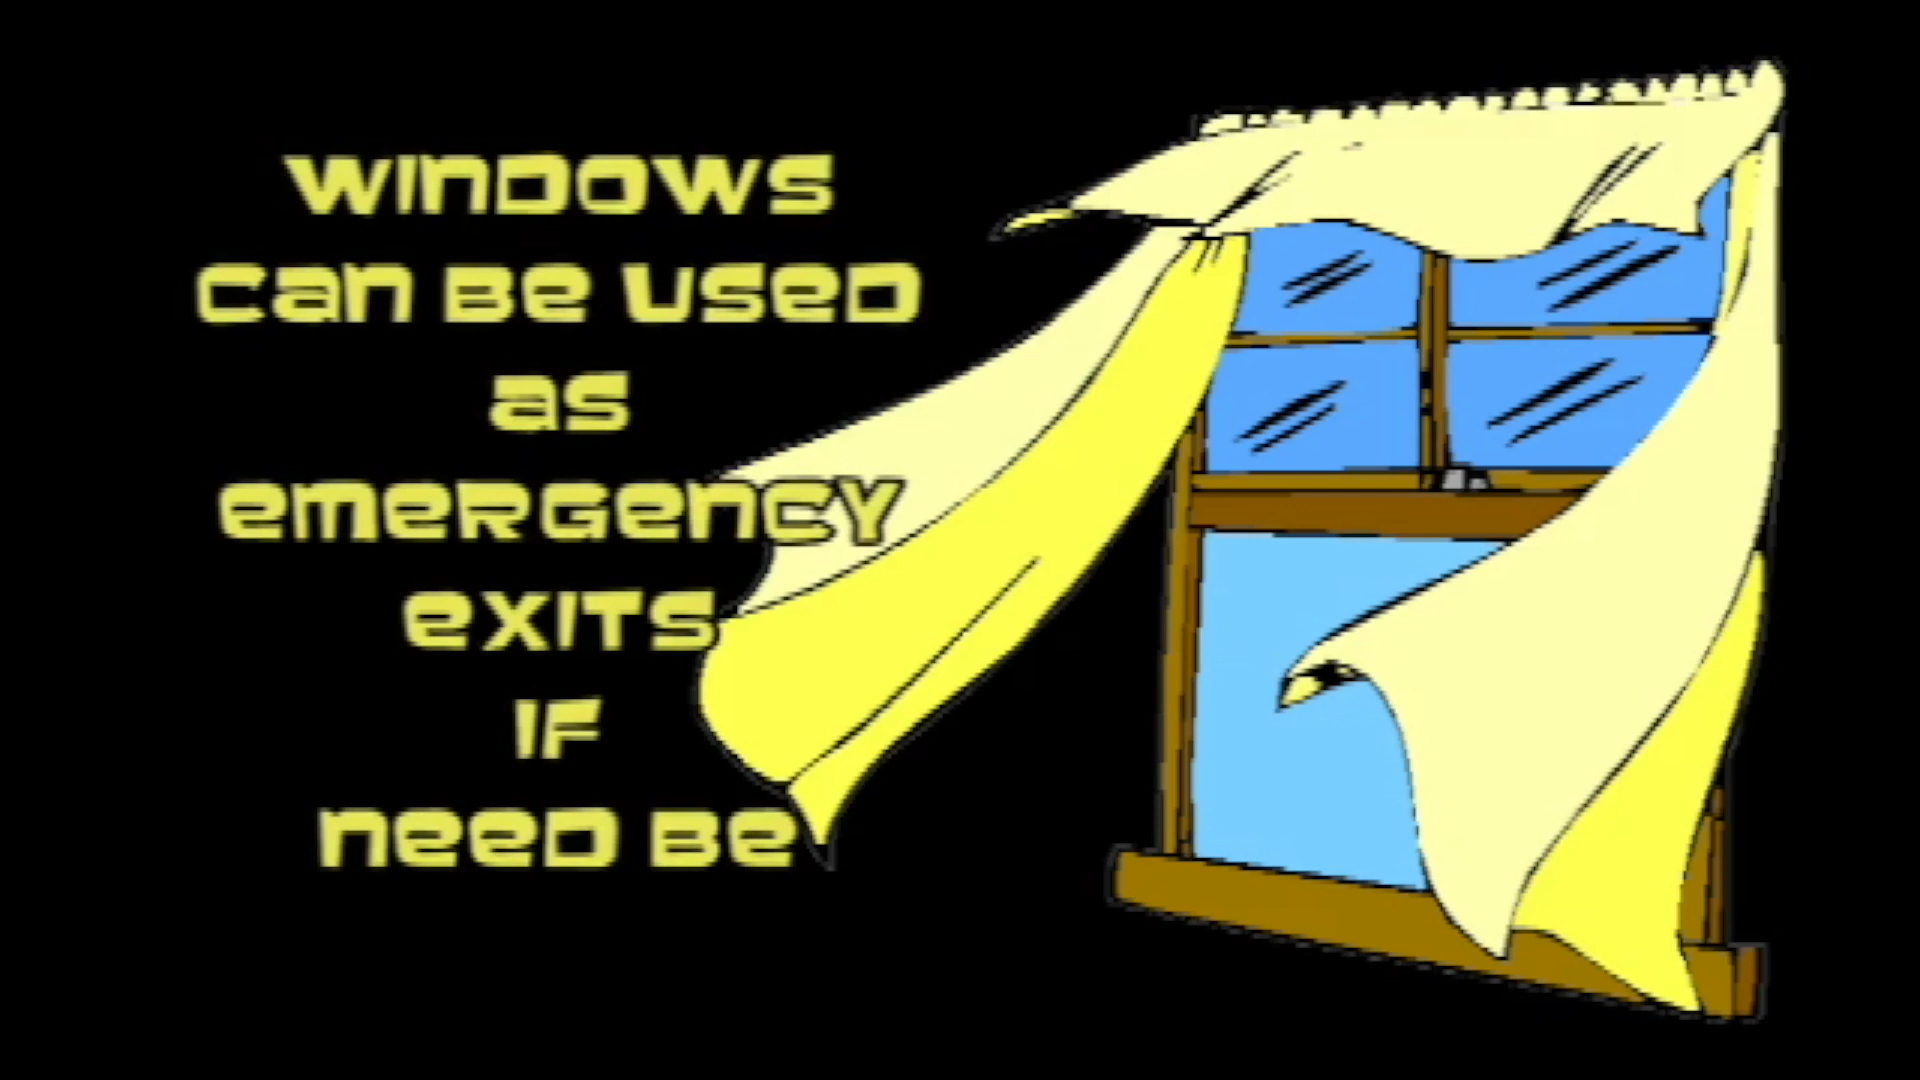 WINDOWS
CAN BE USED
AS
EMERGENCY
EXITS
IF
NEED BE